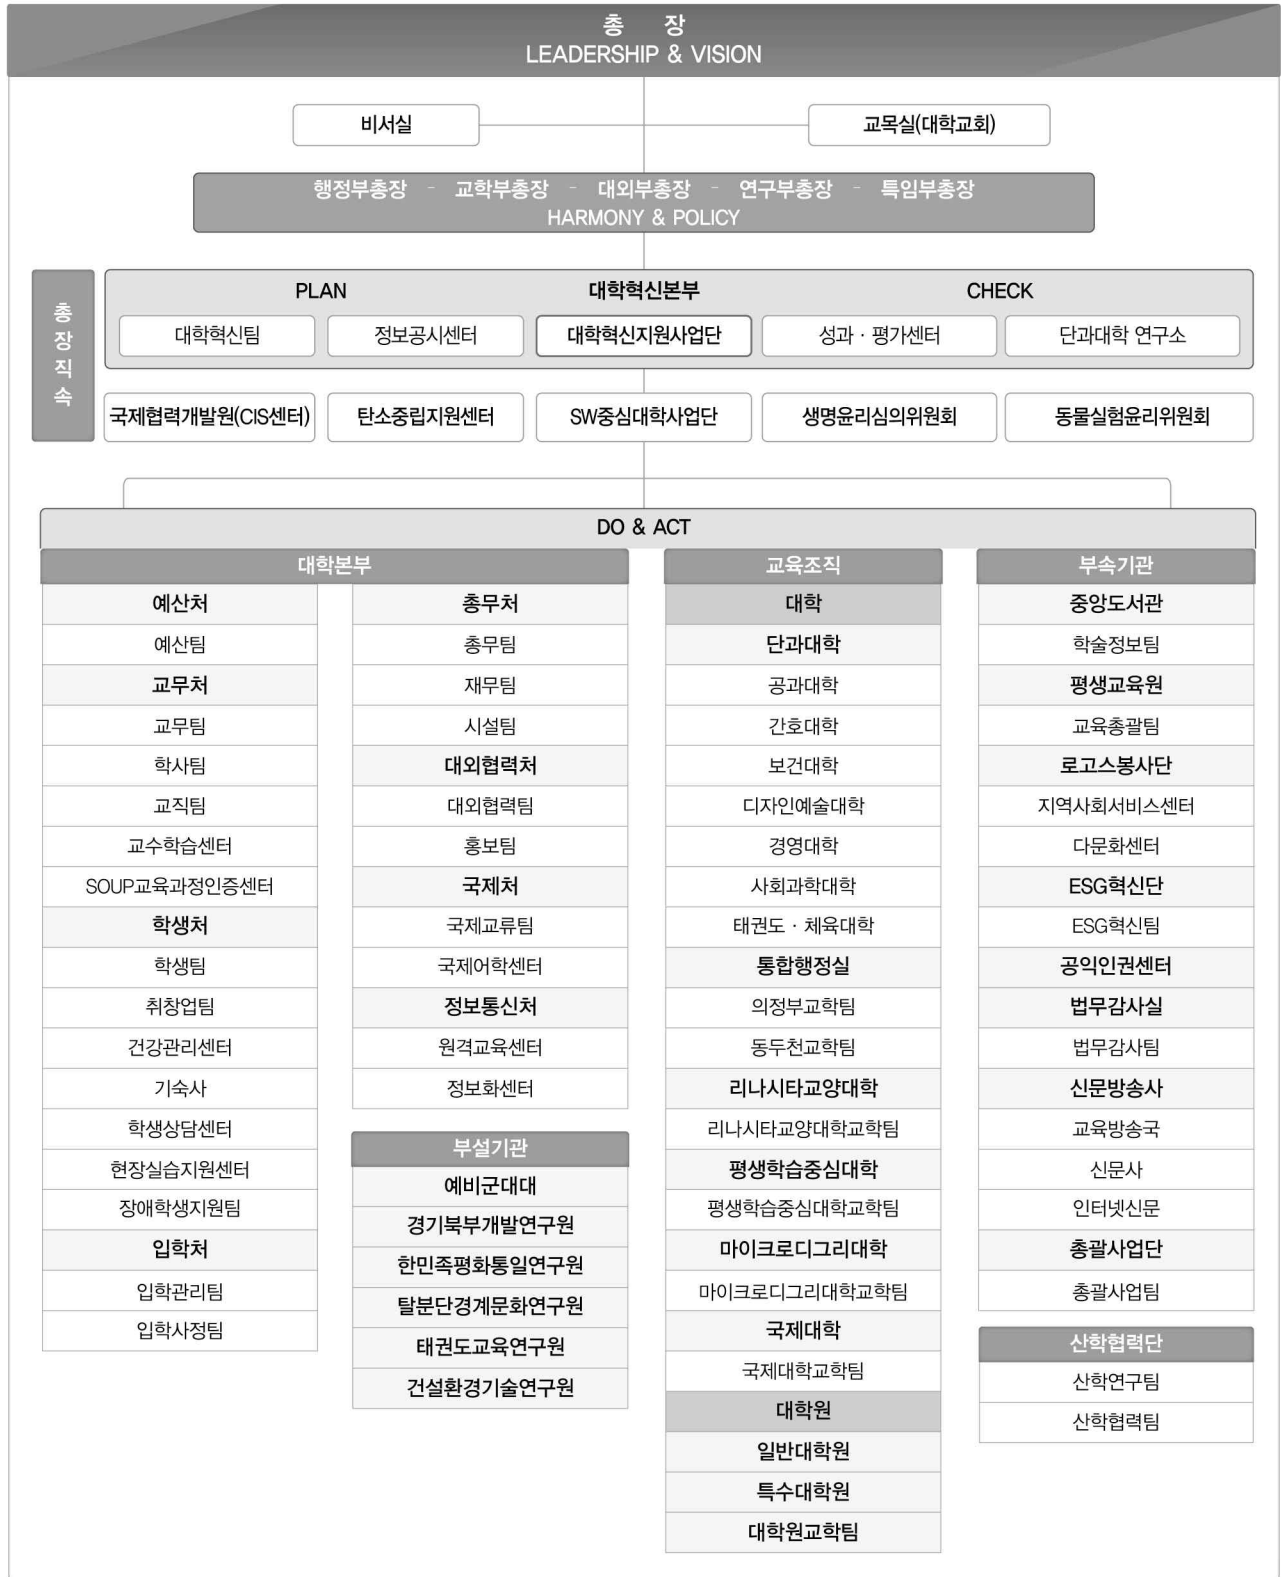 총 장
LEADERSHIP & VISION
비서실
교목실(대학교회)
행정부총장 - 교학부총장 - 대외부총장 - 연구부총장 - 특임부총장
HARMONY & POLICY
총장직속
PLAN
대학혁신본부
CHECK
대학혁신팀
정보공시센터
대학혁신지원사업단
성과·평가센터
단과대학 연구소
국제협력개발원(CIS센터)
탄소중립지원센터
SW중심대학사업단
생명윤리심의위원회
동물실험윤리위원회
DO & ACT
대학본부
예산처
예산팀
교무처
교무팀
학사팀
교직팀
교수학습센터
SOUP교육과정인증센터
학생처
학생팀
취창업팀
건강관리센터
기숙사
학생상담센터
현장실습지원센터
장애학생지원팀
입학처
입학관리팀
입학사정팀
총무처
총무팀
재무팀
시설팀
대외협력처
대외협력팀
홍보팀
국제처
국제교류팀
국제어학센터
정보통신처
원격교육센터
정보화센터
부설기관
예비군대대
경기북부개발연구원
한민족평화통일연구원
탈분단경계문화연구원
태권도교육연구원
건설환경기술연구원
교육조직
대학
단과대학
공과대학
간호대학
보건대학
디자인예술대학
경영대학
사회과학대학
태권도·체육대학
통합행정실
의정부교학팀
동두천교학팀
리나시타교양대학
리나시타교양대학교학팀
평생학습중심대학
평생학습중심대학교학팀
마이크로디그리대학
마이크로디그리대학교학팀
국제대학
국제대학교학팀
대학원
일반대학원
특수대학원
대학원교학팀
부속기관
중앙도서관
학술정보팀
평생교육원
교육총괄팀
로고스봉사단
지역사회서비스센터
다문화센터
ESG혁신단
ESG혁신팀
공익인권센터
법무감사실
법무감사팀
신문방송사
교육방송국
신문사
인터넷신문
총괄사업단
총괄사업팀
산학협력단
산학연구팀
산학협력팀